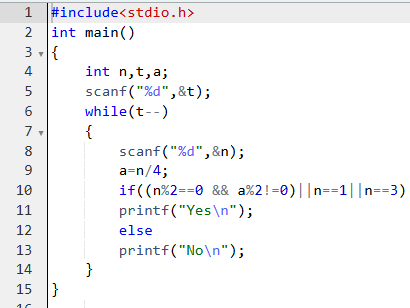 1 #include<stdio.h>
2 int main()
3 {
4 int n,t,a;
5 scanf("%d",&t);
6 while(t--)
7 {
8 scanf("%d",&n);
9 a=n/4;
10 if((n%2==0 && a%2!=0)||n==1||n==3)
11 printf("Yes\n");
12 else
13 printf("No\n");
14 }
15 }